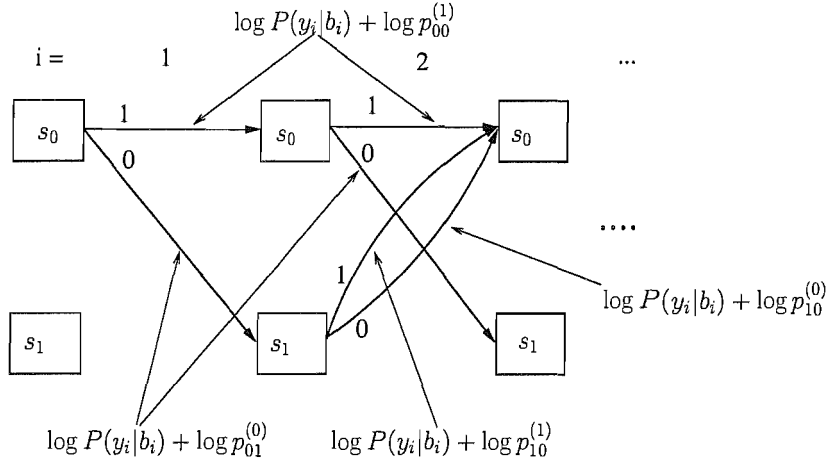 log P(y_i|b_i) + log p_{00}^{(1)}
i = 1 2 ...
s_0 1 s_0 1 s_0
0 0
....
1
log P(y_i|b_i) + log p_{10}^{(0)}
0
s_1 s_1 s_1
log P(y_i|b_i) + log p_{01}^{(0)} log P(y_i|b_i) + log p_{10}^{(1)}